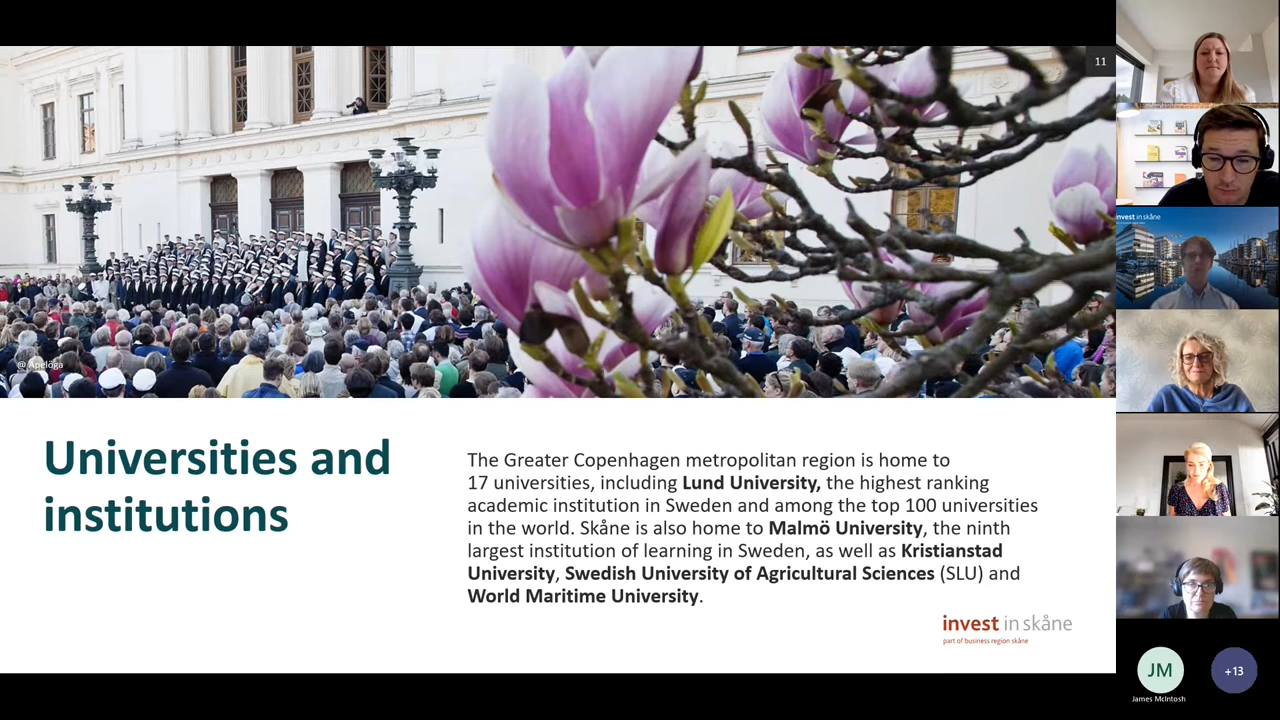 11
@ Apeloga
Universities and
institutions
The Greater Copenhagen metropolitan region is home to
17 universities, including Lund University, the highest ranking
academic institution in Sweden and among the top 100 universities
in the world. Skåne is also home to Malmö University, the ninth
largest institution of learning in Sweden, as well as Kristianstad
University, Swedish University of Agricultural Sciences (SLU) and
World Maritime University.
invest in skåne
part of business region skåne
invest in skåne
JM
+13
James McIntosh